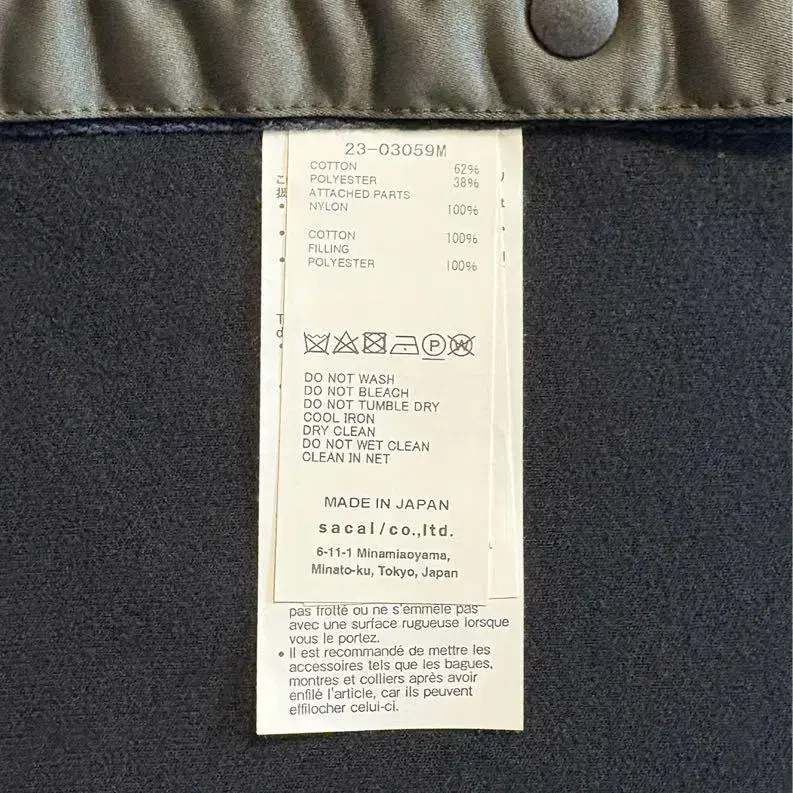 23-03059M
COTTON 62%
POLYESTER 38%
ATTACHED PARTS
NYLON 100%
COTTON 100%
FILLING
POLYESTER 100%
DO NOT WASH
DO NOT BLEACH
DO NOT TUMBLE DRY
COOL IRON
DRY CLEAN
DO NOT WET CLEAN
CLEAN IN NET
MADE IN JAPAN
sacai/co.,ltd.
6-11-1 Minamiaoyama,
Minato-ku, Tokyo, Japan
pas frotté ou ne s'emmêle pas
avec une surface rugueuse lorsque
vous le portez.
• Il est recommandé de mettre les
accessoires tels que les bagues,
montres et colliers après avoir
enfilé l'article, car ils peuvent
effilocher celui-ci.